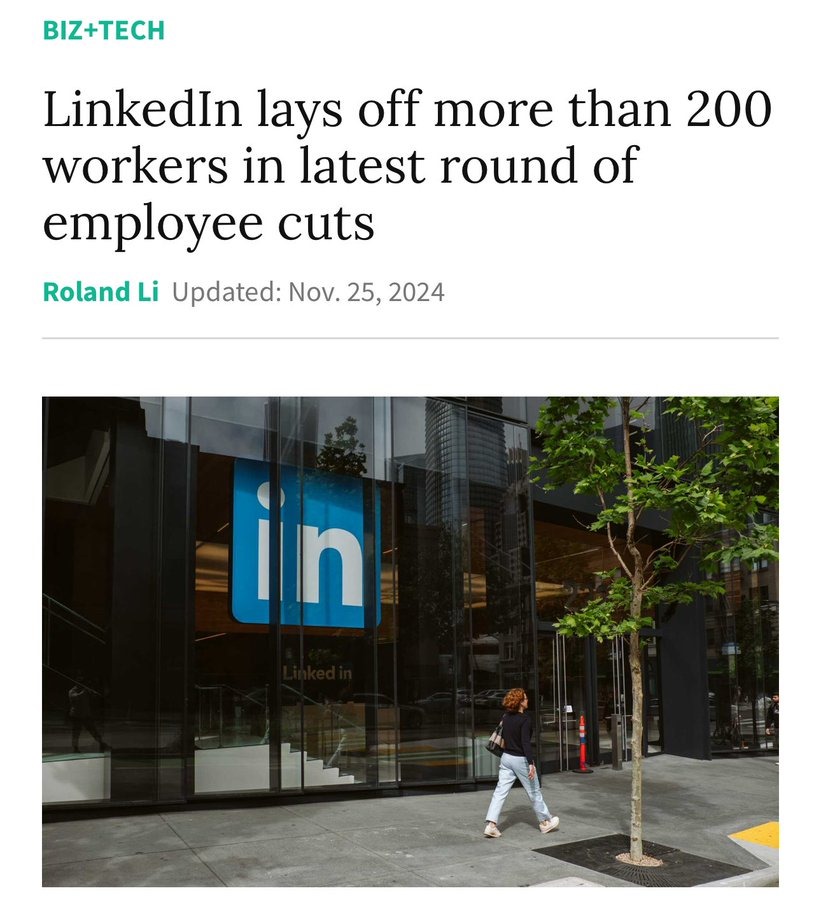 BIZ+TECH
LinkedIn lays off more than 200
workers in latest round of
employee cuts
Roland Li Updated: Nov. 25, 2024
in
Linked in